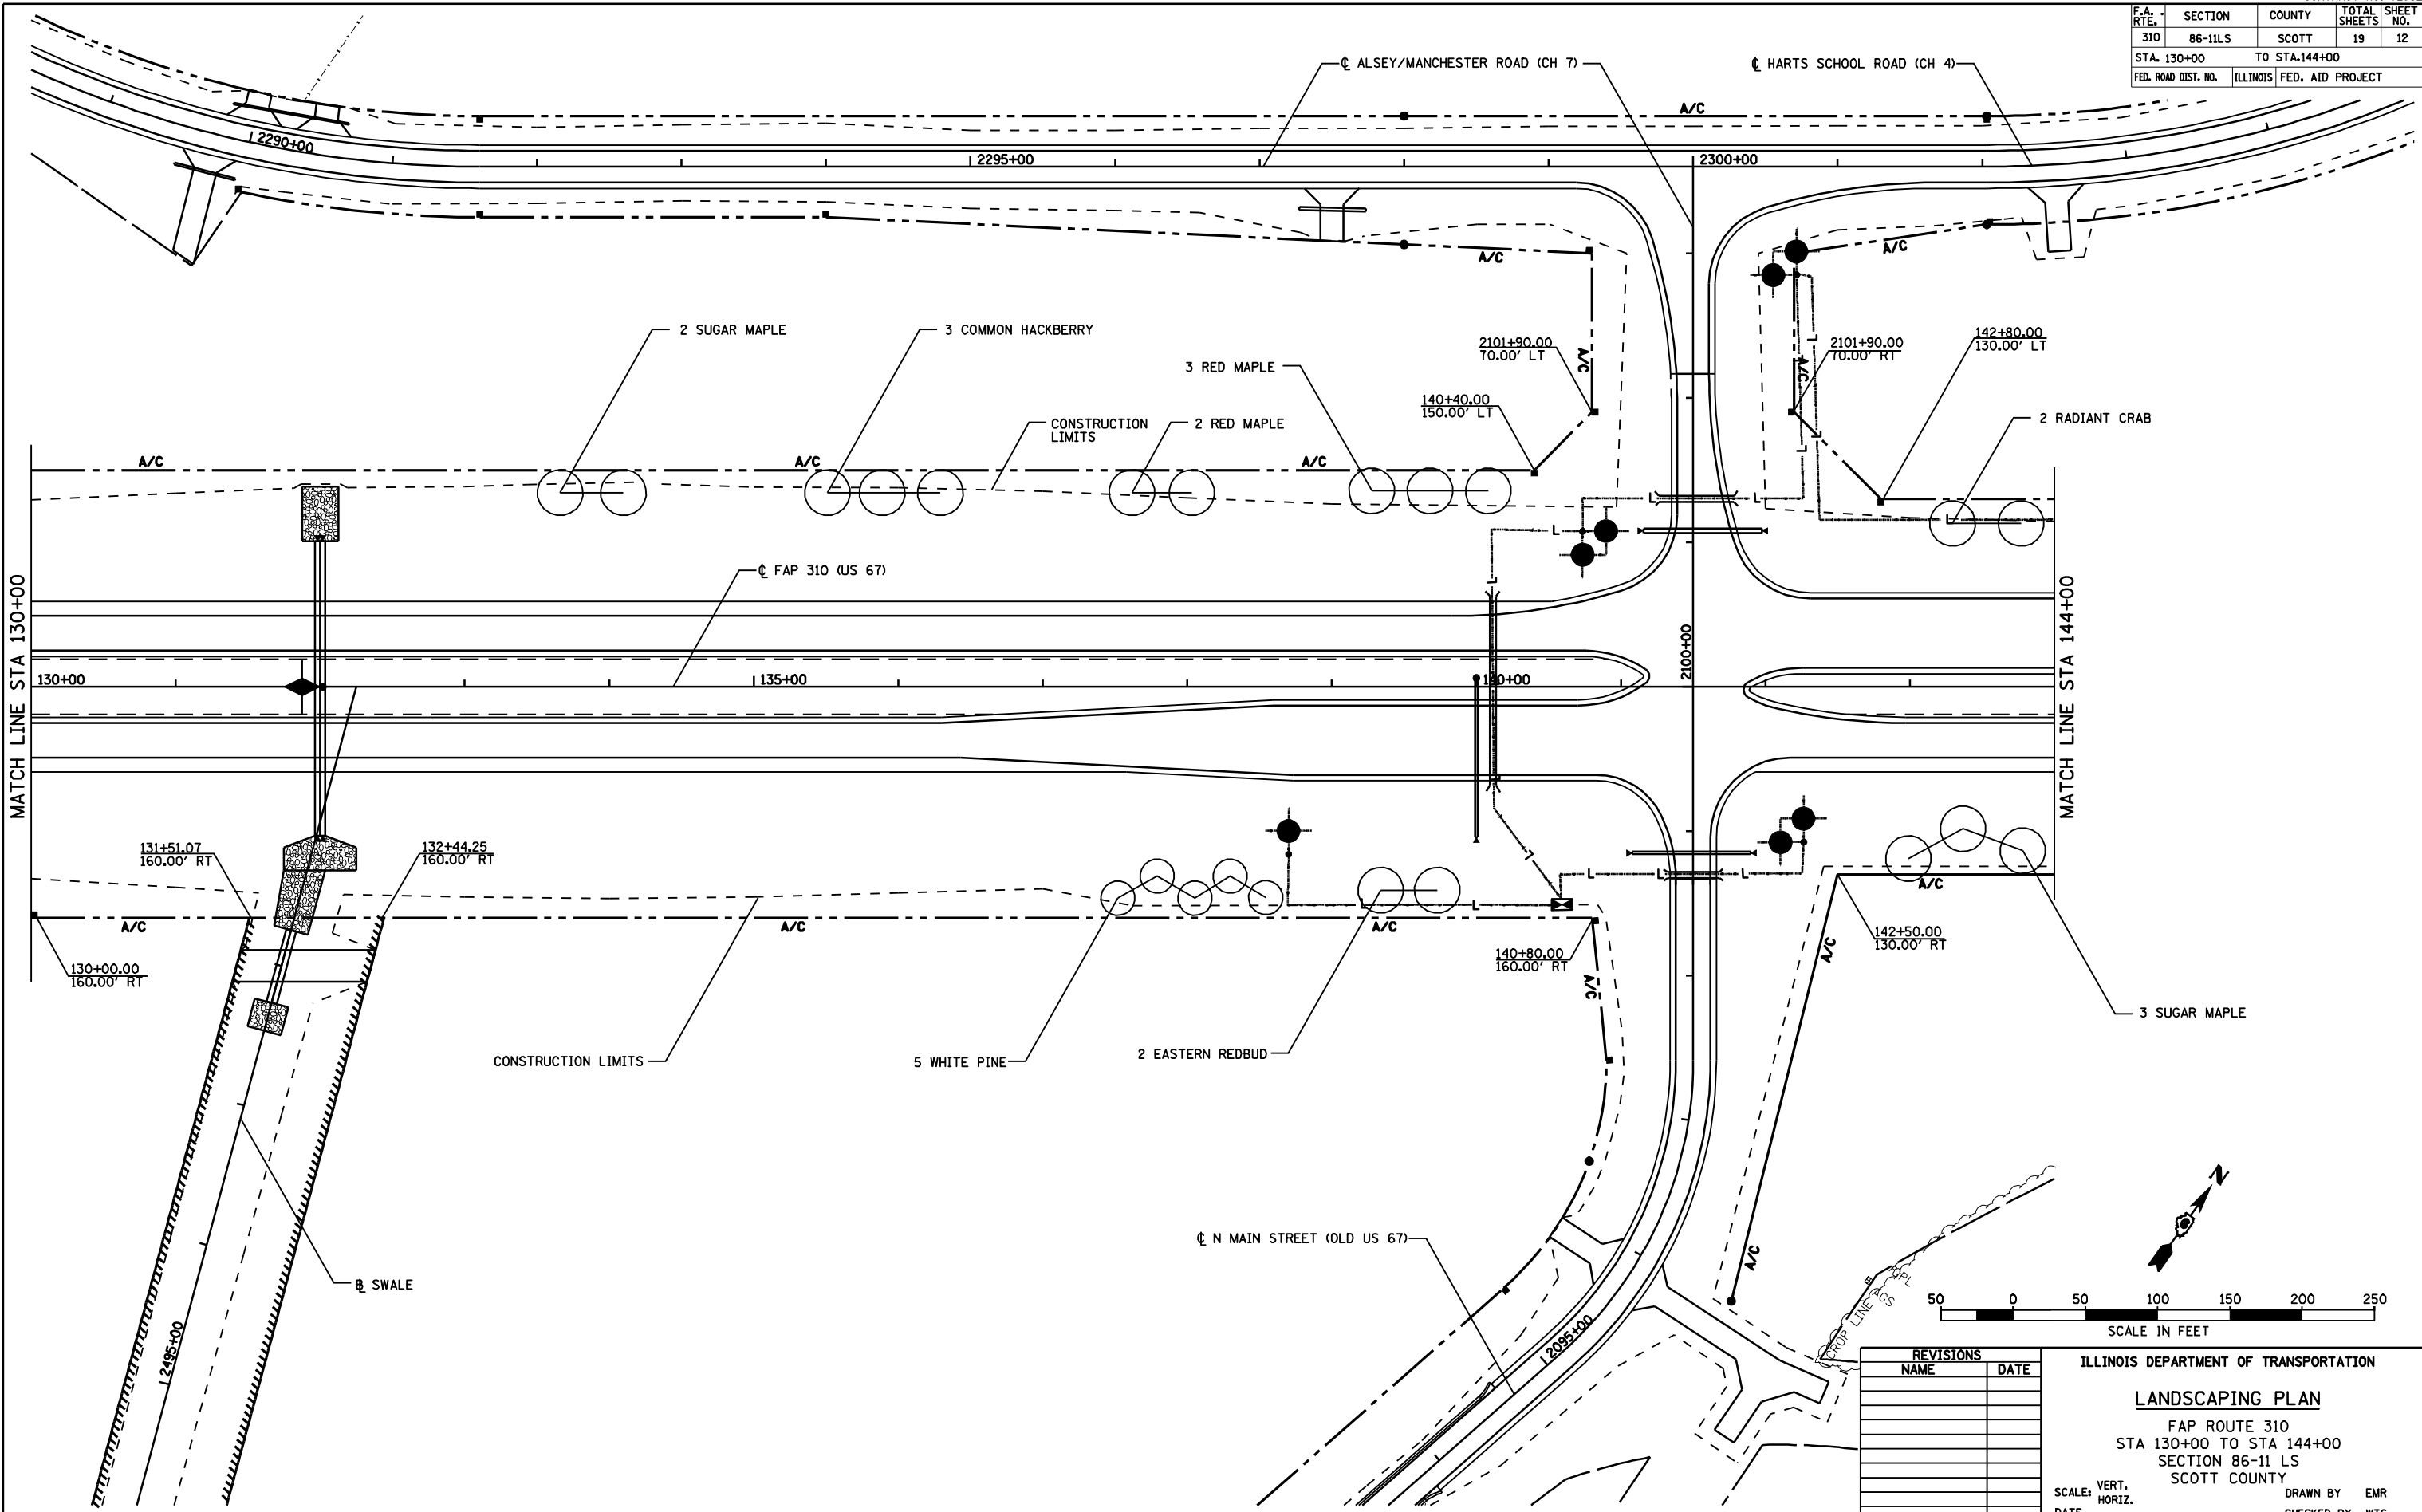 F.A. RTE. SECTION COUNTY TOTAL SHEETS SHEET NO.
310 86-11LS SCOTT 19 12
STA. 130+00 TO STA.144+00
FED. ROAD DIST. NO. ILLINOIS FED. AID PROJECT
℄ ALSEY/MANCHESTER ROAD (CH 7)
℄ HARTS SCHOOL ROAD (CH 4)
A/C
2290+00
2295+00
2300+00
A/C
A/C
2 SUGAR MAPLE
3 COMMON HACKBERRY
3 RED MAPLE
2101+90.00
70.00' LT
A/C
2101+90.00
70.00' RT
A/C
142+80.00
130.00' LT
140+40.00
150.00' LT
CONSTRUCTION
LIMITS
2 RED MAPLE
2 RADIANT CRAB
A/C
A/C
A/C
L
L
L
L
L
L
L
L
℄ FAP 310 (US 67)
MATCH LINE STA 130+00
MATCH LINE STA 144+00
130+00
135+00
140+00
2100+00
131+51.07
160.00' RT
132+44.25
160.00' RT
L
L
L
L
L
L
L
A/C
A/C
A/C
A/C
130+00.00
160.00' RT
140+80.00
160.00' RT
A/C
142+50.00
130.00' RT
A/C
3 SUGAR MAPLE
CONSTRUCTION LIMITS
5 WHITE PINE
2 EASTERN REDBUD
℄ N MAIN STREET (OLD US 67)
N
A/C
CROP LINE AGS
CPL
℄ SWALE
2495+00
2095+00
50 0 50 100 150 200 250
SCALE IN FEET
REVISIONS
NAME DATE
ILLINOIS DEPARTMENT OF TRANSPORTATION
LANDSCAPING PLAN
FAP ROUTE 310
STA 130+00 TO STA 144+00
SECTION 86-11 LS
SCOTT COUNTY
SCALE: VERT.
HORIZ.
DRAWN BY EMR